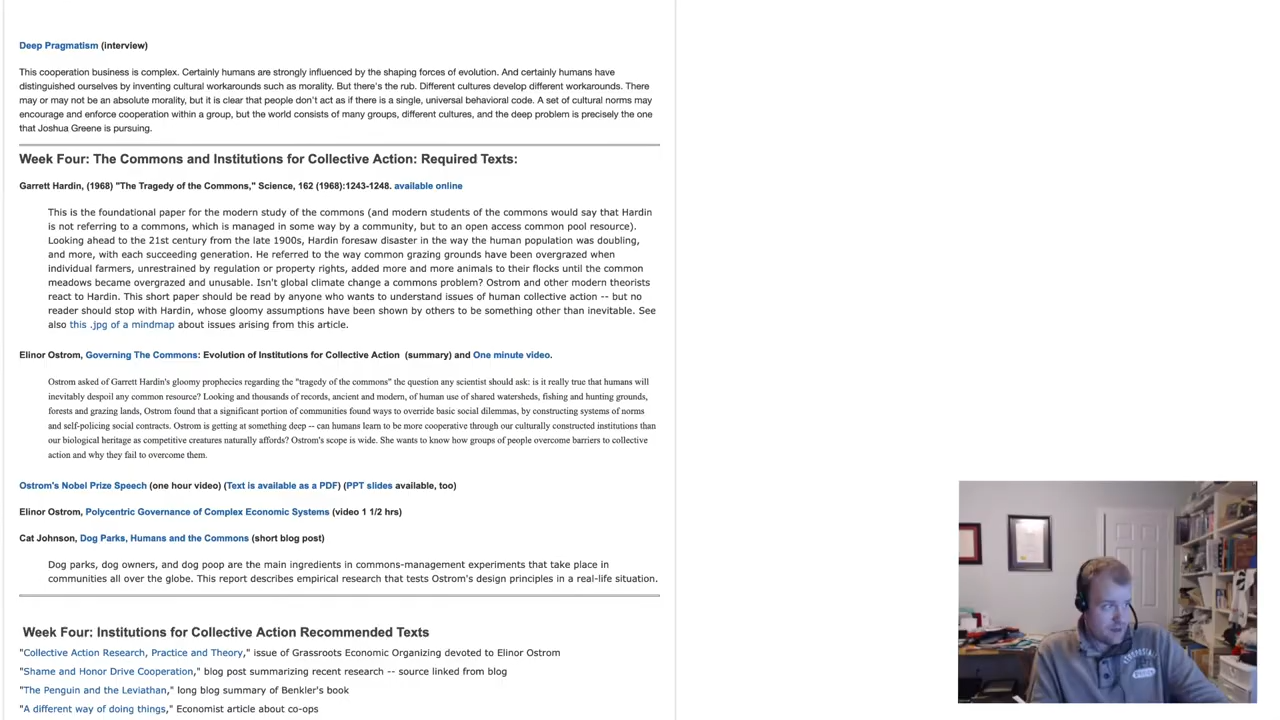 Deep Pragmatism (interview)
This cooperation business is complex. Certainly humans are strongly influenced by the shaping forces of evolution. And certainly humans have
distinguished ourselves by inventing cultural workarounds such as morality. But there's the rub. Different cultures develop different workarounds. There
may or may not be an absolute morality, but it is clear that people don't act as if there is a single, universal behavioral code. A set of cultural norms may
encourage and enforce cooperation within a group, but the world consists of many groups, different cultures, and the deep problem is precisely the one
that Joshua Greene is pursuing.
Week Four: The Commons and Institutions for Collective Action: Required Texts:
Garrett Hardin, (1968) "The Tragedy of the Commons," Science, 162 (1968):1243-1248. available online
This is the foundational paper for the modern study of the commons (and modern students of the commons would say that Hardin
is not referring to a commons, which is managed in some way by a community, but to an open access common pool resource).
Looking ahead to the 21st century from the late 1900s, Hardin foresaw disaster in the way the human population was doubling,
and more, with each succeeding generation. He referred to the way common grazing grounds have been overgrazed when
individual farmers, unrestrained by regulation or property rights, added more and more animals to their flocks until the common
meadows became overgrazed and unusable. Isn't global climate change a commons problem? Ostrom and other modern theorists
react to Hardin. This short paper should be read by anyone who wants to understand issues of human collective action -- but no
reader should stop with Hardin, whose gloomy assumptions have been shown by others to be something other than inevitable. See
also this .jpg of a mindmap about issues arising from this article.
Elinor Ostrom, Governing The Commons: Evolution of Institutions for Collective Action (summary) and One minute video.
Ostrom asked of Garrett Hardin's gloomy prophecies regarding the "tragedy of the commons" the question any scientist should ask: is it really true that humans will
inevitably despoil any common resource? Looking and thousands of records, ancient and modern, of human use of shared watersheds, fishing and hunting grounds,
forests and grazing lands, Ostrom found that a significant portion of communities found ways to override basic social dilemmas, by constructing systems of norms
and self-policing social contracts. Ostrom is getting at something deep -- can humans learn to be more cooperative through our culturally constructed institutions than
our biological heritage as competitive creatures naturally affords? Ostrom's scope is wide. She wants to know how groups of people overcome barriers to collective
action and why they fail to overcome them.
Ostrom's Nobel Prize Speech (one hour video) (Text is available as a PDF) (PPT slides available, too)
Elinor Ostrom, Polycentric Governance of Complex Economic Systems (video 1 1/2 hrs)
Cat Johnson, Dog Parks, Humans and the Commons (short blog post)
Dog parks, dog owners, and dog poop are the main ingredients in commons-management experiments that take place in
communities all over the globe. This report describes empirical research that tests Ostrom's design principles in a real-life situation.
Week Four: Institutions for Collective Action Recommended Texts
"Collective Action Research, Practice and Theory," issue of Grassroots Economic Organizing devoted to Elinor Ostrom
"Shame and Honor Drive Cooperation," blog post summarizing recent research -- source linked from blog
"The Penguin and the Leviathan," long blog summary of Benkler's book
"A different way of doing things," Economist article about co-ops